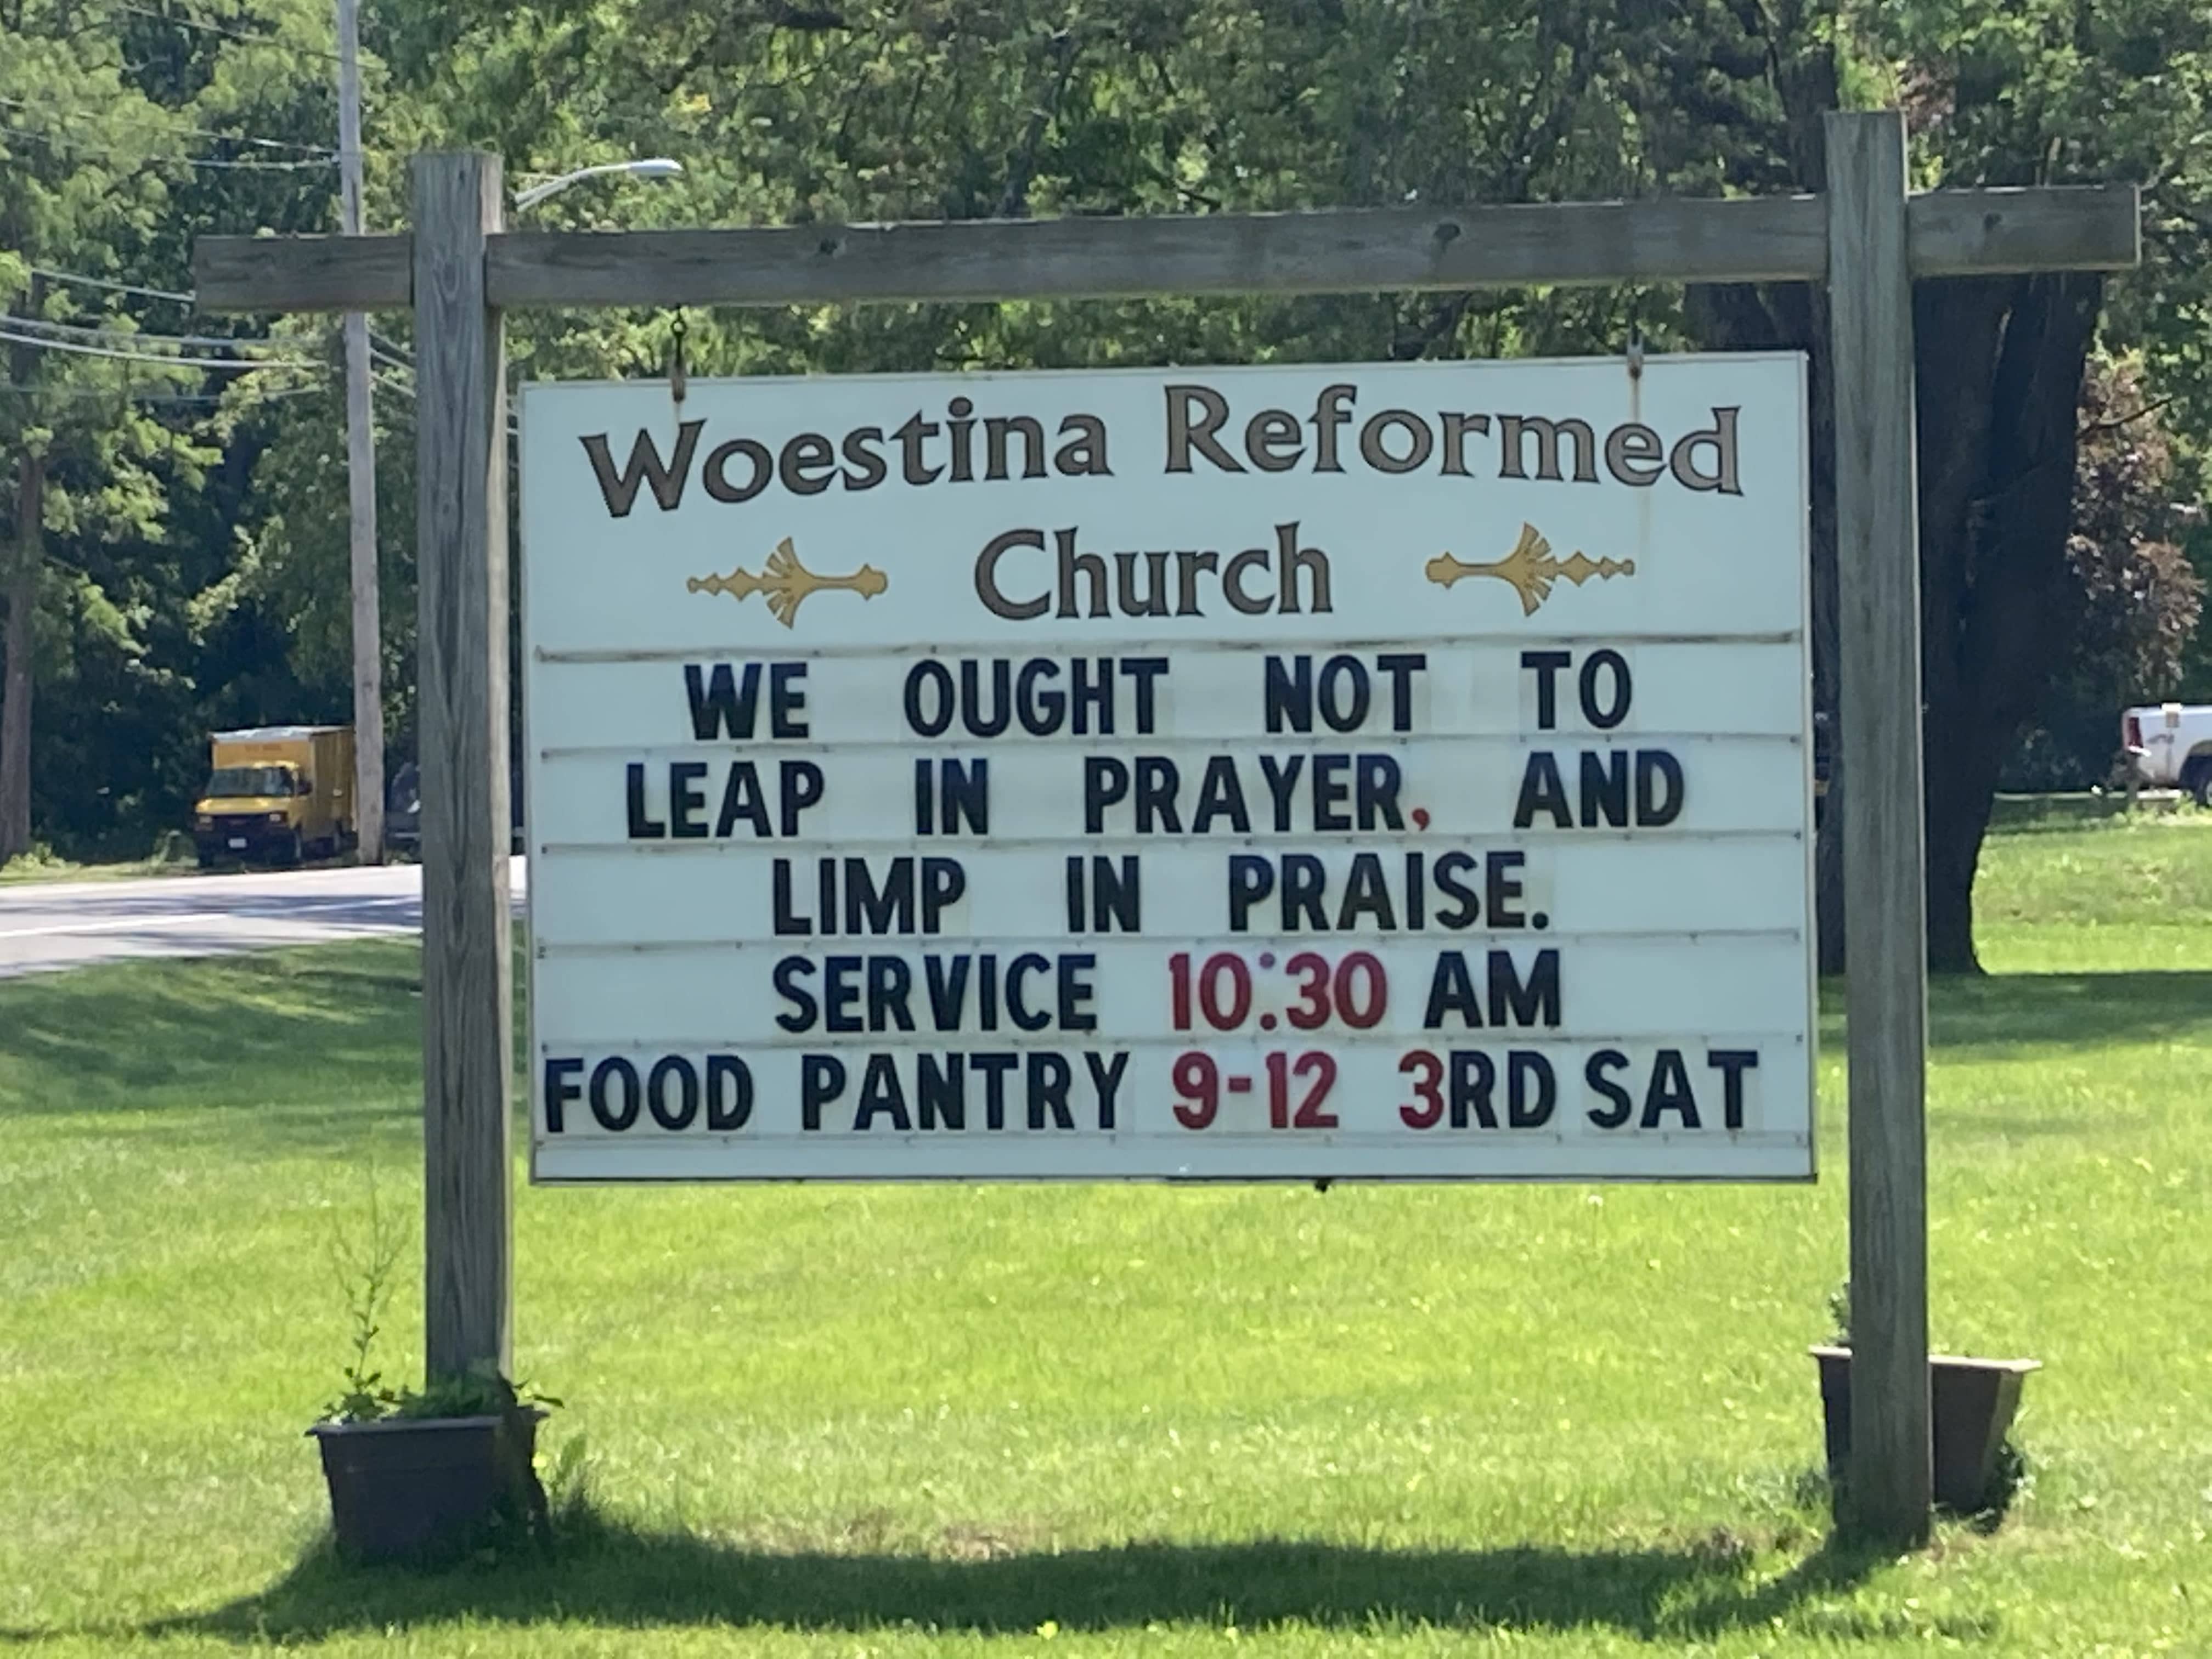 Woestina Reformed
Church
WE OUGHT NOT TO
LEAP IN PRAYER, AND
LIMP IN PRAISE.
SERVICE 10:30 AM
FOOD PANTRY 9-12 3RD SAT